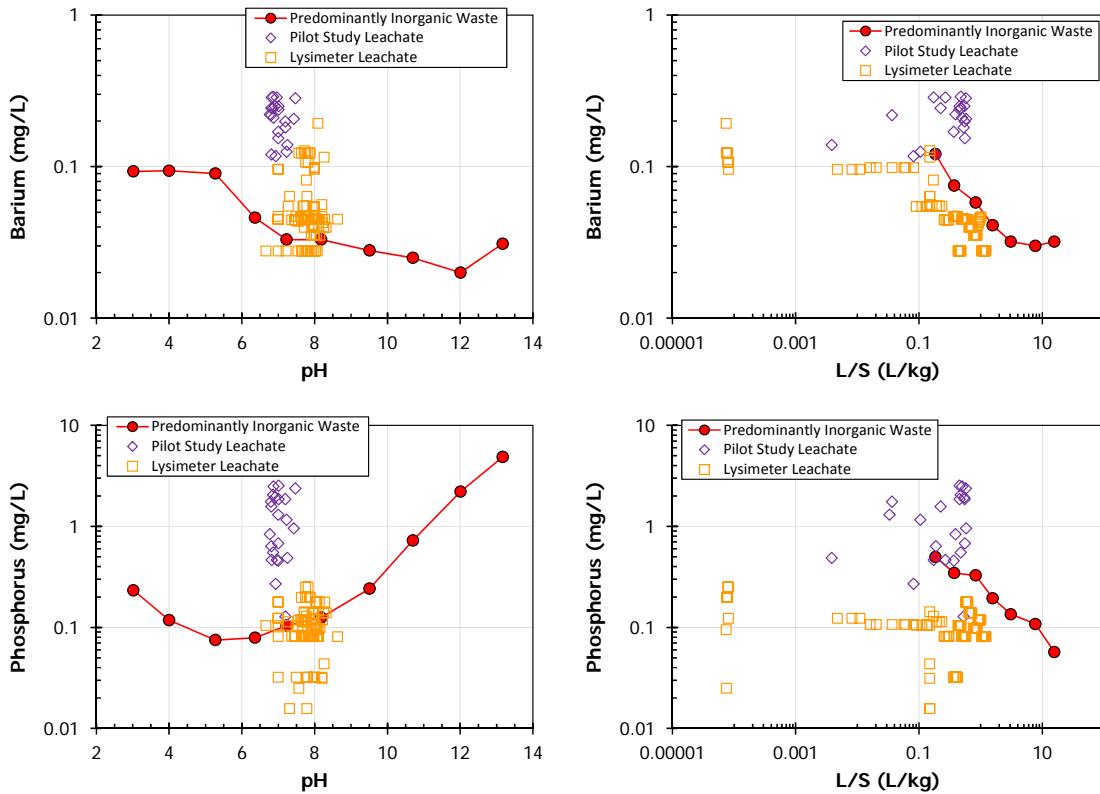 Predominantly Inorganic Waste
Pilot Study Leachate
Lysimeter Leachate
1
0.1
0.01
Barium (mg/L)
2 4 6 8 10 12 14
pH
Predominantly Inorganic Waste
Pilot Study Leachate
Lysimeter Leachate
1
0.1
0.01
Barium (mg/L)
0.00001 0.001 0.1 10
L/S (L/kg)
Predominantly Inorganic Waste
Pilot Study Leachate
Lysimeter Leachate
10
1
0.1
0.01
Phosphorus (mg/L)
2 4 6 8 10 12 14
pH
Predominantly Inorganic Waste
Pilot Study Leachate
Lysimeter Leachate
10
1
0.1
0.01
Phosphorus (mg/L)
0.00001 0.001 0.1 10
L/S (L/kg)